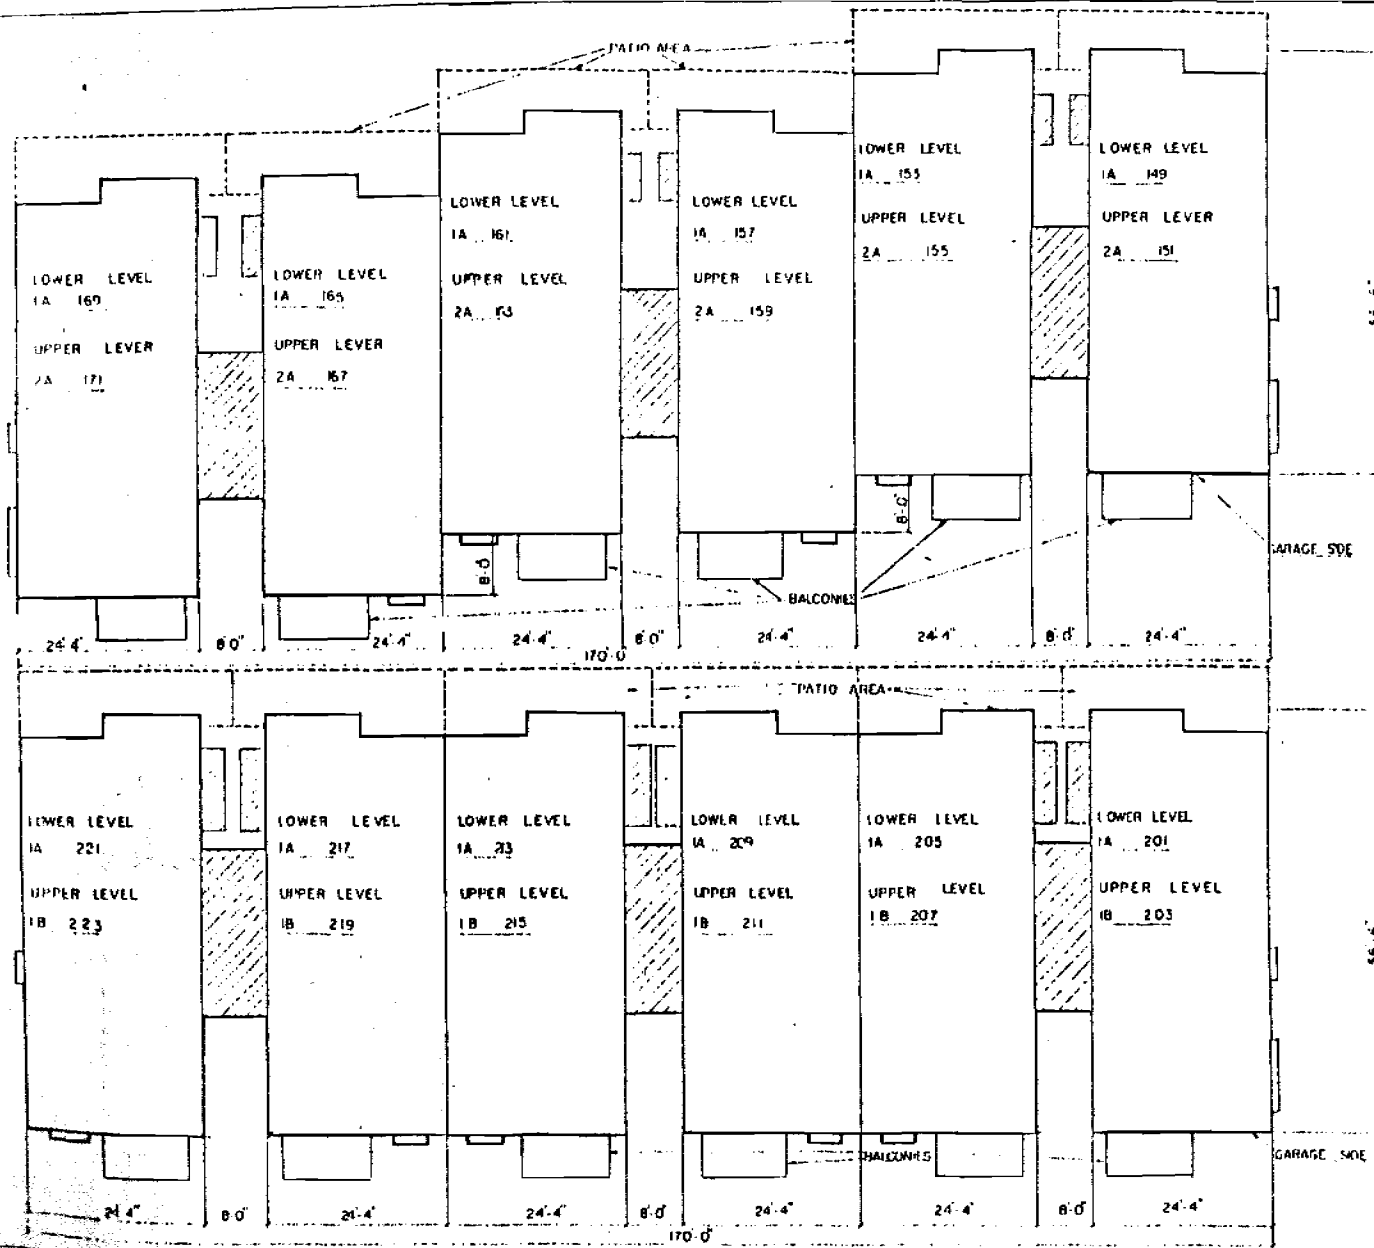 PATIO AREA
LOWER LEVEL
1A 153
UPPER LEVEL
2A 155
LOWER LEVEL
1A 149
UPPER LEVER
2A 151
LOWER LEVEL
1A 161
UPPER LEVEL
2A
LOWER LEVEL
1A 157
UPPER LEVEL
2A 159
LOWER LEVEL
1A 169
UPPER LEVER
2A 171
LOWER LEVEL
1A 165
UPPER LEVER
2A 167
8'-0"
8'-0"
GARAGE SIDE
BALCONIES
24'-4"
8'-0"
24'-4"
24'-4"
8'-0"
24'-4"
24'-4"
8'-0"
24'-4"
170'-0
PATIO AREA
LOWER LEVEL
1A 221
UPPER LEVEL
1B 223
LOWER LEVEL
1A 217
UPPER LEVEL
1B 219
LOWER LEVEL
1A 213
UPPER LEVEL
1B 215
LOWER LEVEL
1A 209
UPPER LEVEL
1B 211
LOWER LEVEL
1A 205
UPPER LEVEL
1B 207
LOWER LEVEL
1A 201
UPPER LEVEL
1B 203
BALCONIES
GARAGE SIDE
24'-4"
8'-0"
24'-4"
24'-4"
8'-0"
24'-4"
24'-4"
8'-0"
24'-4"
170'-0"